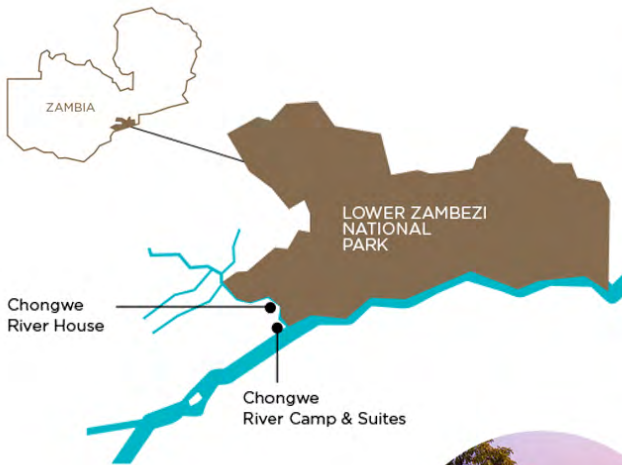 ZAMBIA
LOWER ZAMBEZI
NATIONAL
PARK
Chongwe
River House
Chongwe
River Camp & Suites